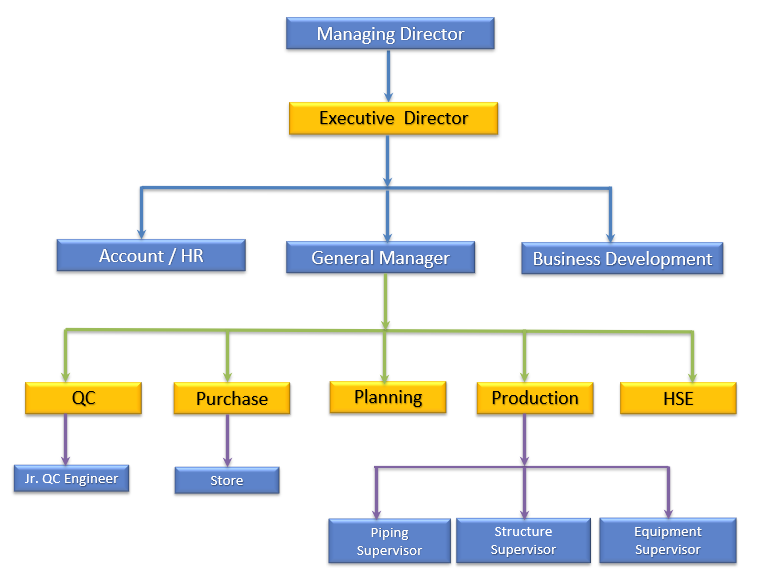 Managing Director
Executive Director
Account / HR
General Manager
Business Development
QC
Purchase
Planning
Production
HSE
Jr. QC Engineer
Store
Piping
Supervisor
Structure
Supervisor
Equipment
Supervisor